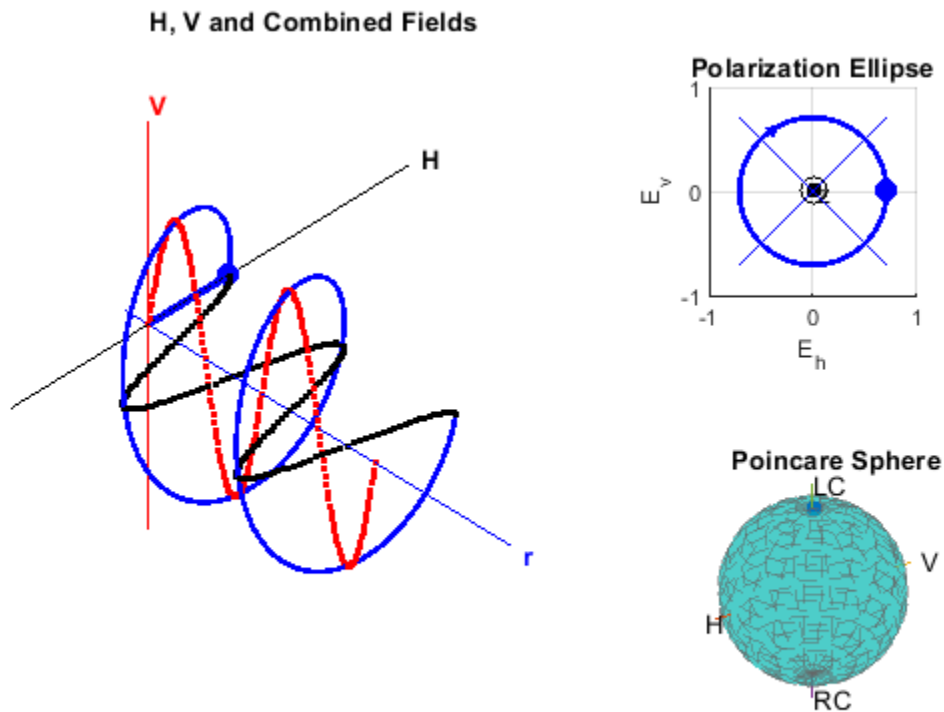 H, V and Combined Fields
V
H
r
Polarization Ellipse
1
0
-1
E_v
-1
0
1
E_h
Poincare Sphere
LC
V
H
RC